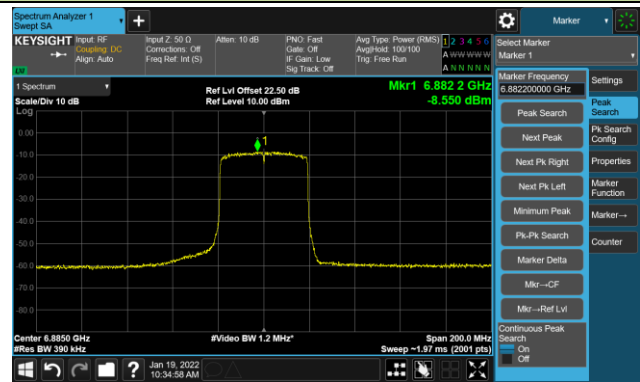 Spectrum Analyzer 1
Swept SA
Marker
KEYSIGHT
Input: RF
Coupling: DC
Align: Auto
Input Z: 50 Ω
Corrections: Off
Freq Ref: Int (S)
Atten: 10 dB
PNO: Fast
Gate: Off
IF Gain: Low
Sig Track: Off
Avg Type: Power (RMS)
Avg|Hold: 100/100
Trig: Free Run
1 2 3 4 5 6
A W W W W W
A N N N N N
LW
Select Marker
Marker 1
1 Spectrum
Scale/Div 10 dB
Log
Ref Lvl Offset 22.50 dB
Ref Level 10.00 dBm
Mkr1 6.882 2 GHz
-8.550 dBm
Marker Frequency
6.882200000 GHz
Settings
Peak Search
Peak
Search
Next Peak
Pk Search
Config
Next Pk Right
Properties
Next Pk Left
Marker
Function
Minimum Peak
Marker→
Pk-Pk Search
Counter
Marker Delta
Mkr→CF
Mkr→Ref Lvl
Continuous Peak
Search
On
Off
0.00
1
-10.0
-20.0
-30.0
-40.0
-50.0
-60.0
-70.0
-80.0
Center 6.8850 GHz
#Res BW 390 kHz
#Video BW 1.2 MHz*
Span 200.0 MHz
Sweep ~1.97 ms (2001 pts)
?
Jan 19, 2022
10:34:58 AM